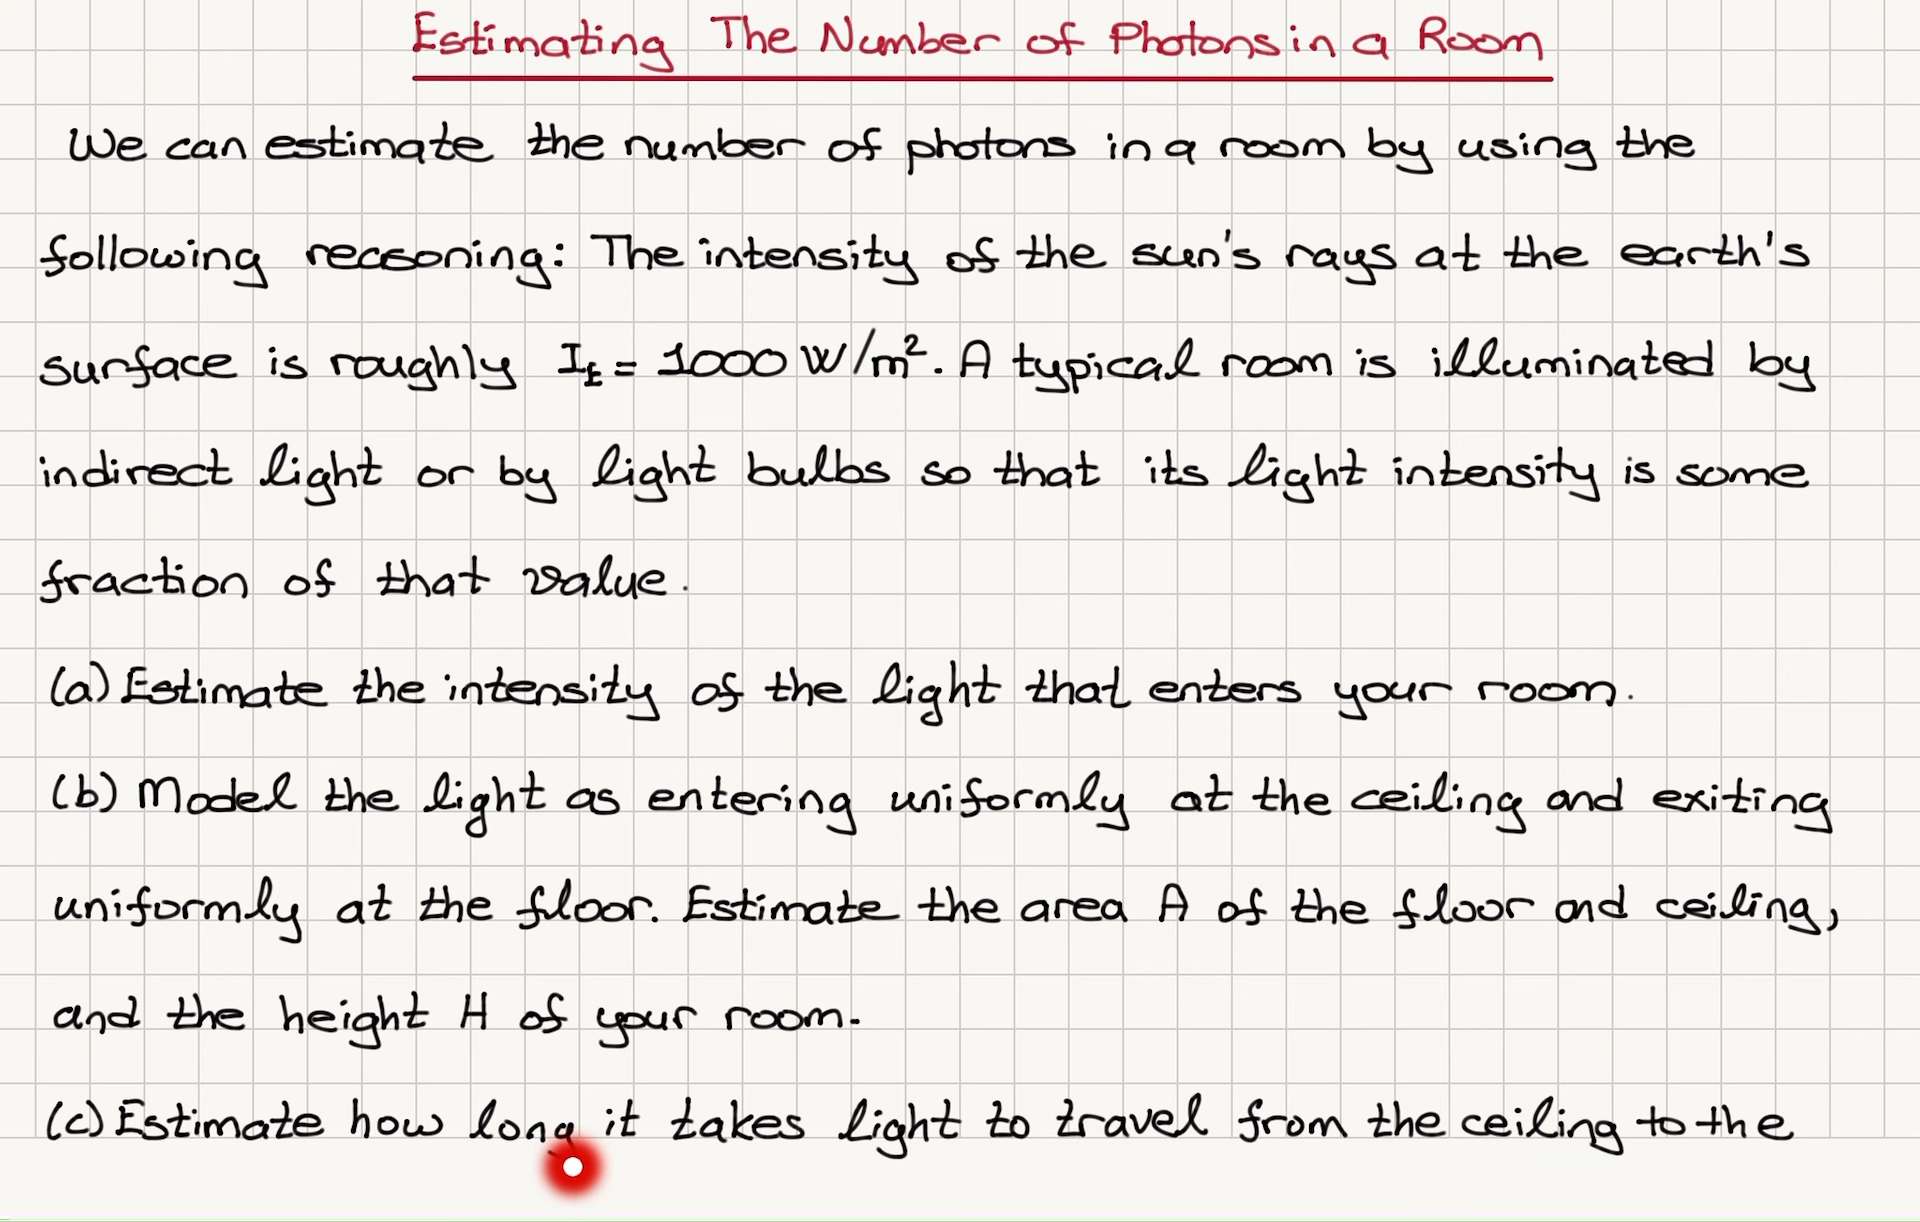 Estimating The Number of Photons in a Room
We can estimate the number of photons in a room by using the
following reasoning: The intensity of the sun's rays at the earth's
surface is roughly I_E = 1000 W/m². A typical room is illuminated by
indirect light or by light bulbs so that its light intensity is some
fraction of that value.
(a) Estimate the intensity of the light that enters your room.
(b) Model the light as entering uniformly at the ceiling and exiting
uniformly at the floor. Estimate the area A of the floor and ceiling,
and the height H of your room.
(c) Estimate how long it takes light to travel from the ceiling to the